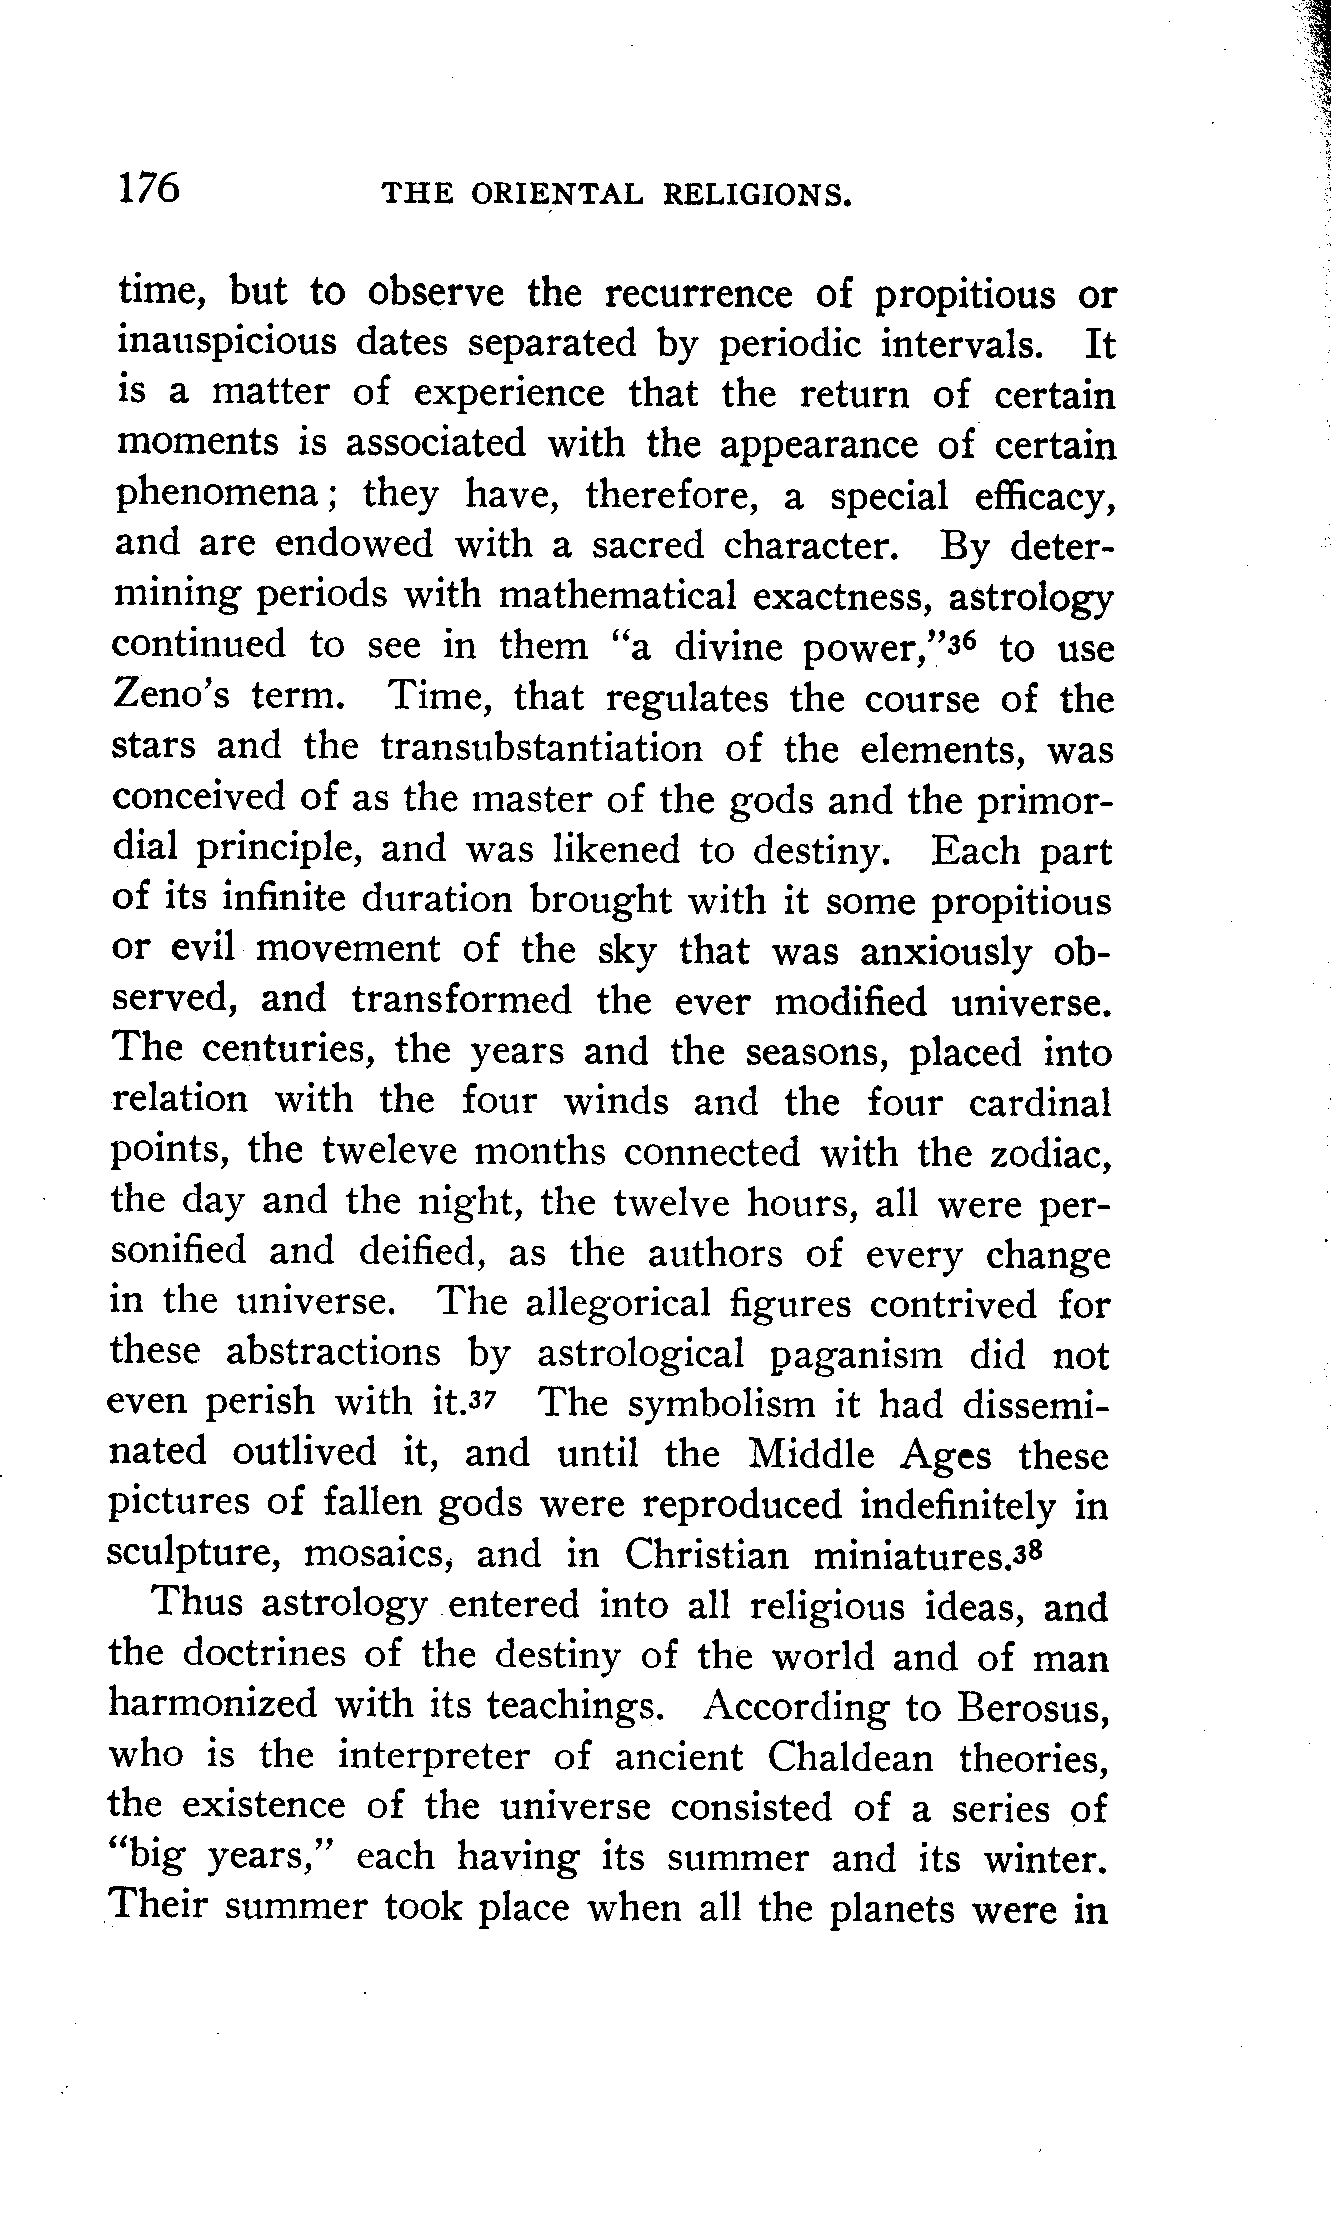 176 THE ORIENTAL RELIGIONS.
time, but to observe the recurrence of propitious or
inauspicious dates separated by periodic intervals. It
is a matter of experience that the return of certain
moments is associated with the appearance of certain
phenomena; they have, therefore, a special efficacy,
and are endowed with a sacred character. By deter-
mining periods with mathematical exactness, astrology
continued to see in them "a divine power,"36 to use
Zeno's term. Time, that regulates the course of the
stars and the transubstantiation of the elements, was
conceived of as the master of the gods and the primor-
dial principle, and was likened to destiny. Each part
of its infinite duration brought with it some propitious
or evil movement of the sky that was anxiously ob-
served, and transformed the ever modified universe.
The centuries, the years and the seasons, placed into
relation with the four winds and the four cardinal
points, the tweleve months connected with the zodiac,
the day and the night, the twelve hours, all were per-
sonified and deified, as the authors of every change
in the universe. The allegorical figures contrived for
these abstractions by astrological paganism did not
even perish with it.37 The symbolism it had dissemi-
nated outlived it, and until the Middle Ages these
pictures of fallen gods were reproduced indefinitely in
sculpture, mosaics, and in Christian miniatures.38
Thus astrology entered into all religious ideas, and
the doctrines of the destiny of the world and of man
harmonized with its teachings. According to Berosus,
who is the interpreter of ancient Chaldean theories,
the existence of the universe consisted of a series of
"big years," each having its summer and its winter.
Their summer took place when all the planets were in